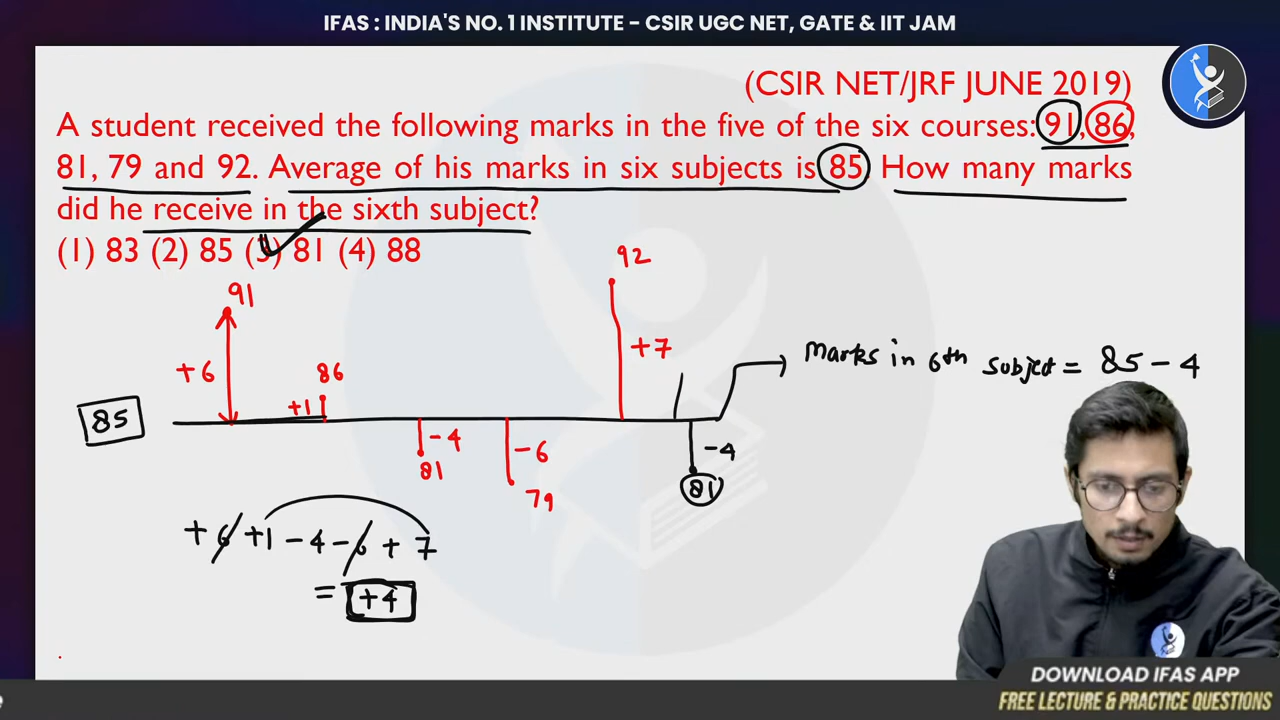 IFAS : INDIA'S NO. 1 INSTITUTE – CSIR UGC NET, GATE & IIT JAM
(CSIR NET/JRF JUNE 2019)
A student received the following marks in the five of the six courses: 91, 86,
81, 79 and 92. Average of his marks in six subjects is 85 How many marks
did he receive in the sixth subject?
(1) 83 (2) 85 (3) 81 (4) 88
92
91
+7
Marks in 6th subject = 85 - 4
+6
86
+1
85
-4
-6
-4
81
79
81
+6 +1 -4 -6 +7
= +4
DOWNLOAD IFAS APP
FREE LECTURE & PRACTICE QUESTIONS